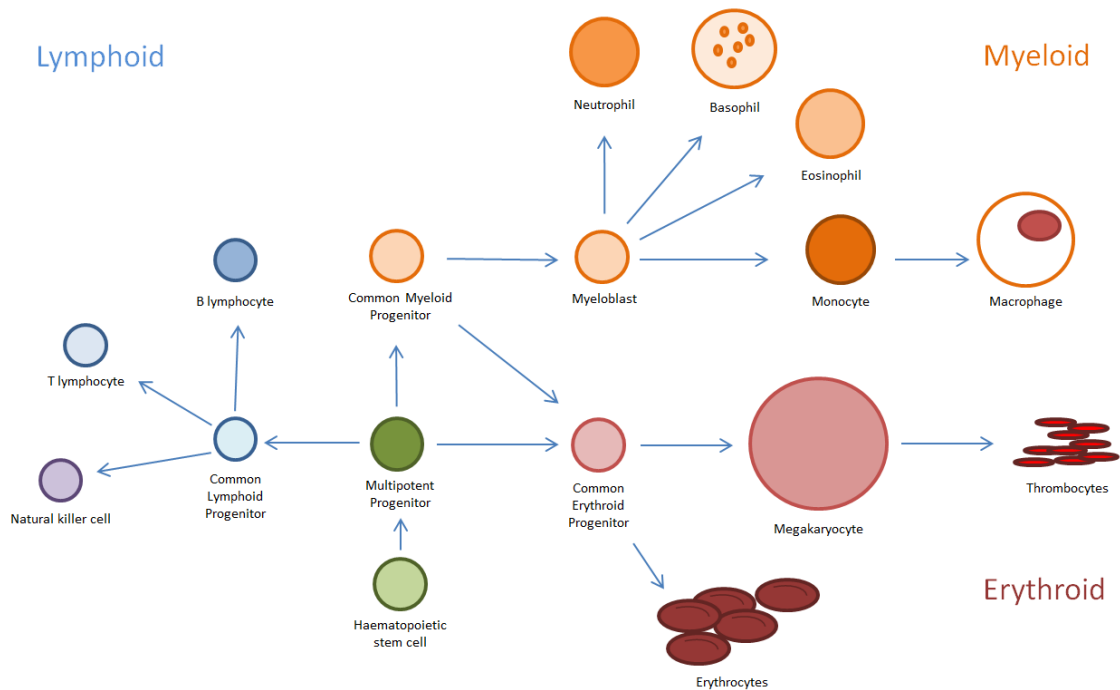 Lymphoid
Myeloid
Neutrophil
Basophil
Eosinophil
B lymphocyte
Common Myeloid
Progenitor
Myeloblast
Monocyte
Macrophage
T lymphocyte
Natural killer cell
Common
Lymphoid
Progenitor
Multipotent
Progenitor
Common
Erythroid
Progenitor
Megakaryocyte
Thrombocytes
Haematopoietic
stem cell
Erythroid
Erythrocytes